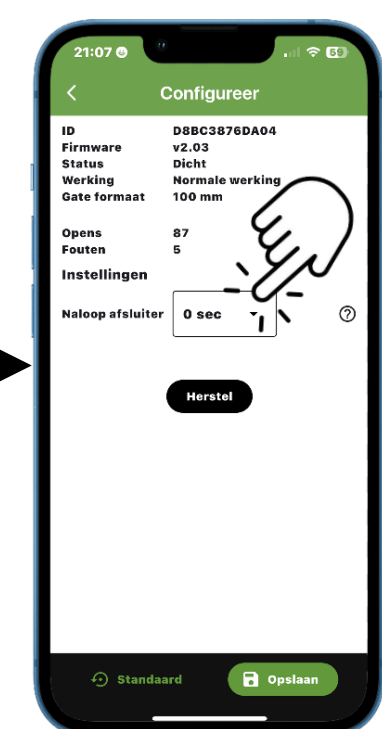 21:07
59
Configureer
ID D8BC3876DA04
Firmware v2.03
Status Dicht
Werking Normale werking
Gate formaat 100 mm
Opens 87
Fouten 5
Instellingen
Naloop afsluiter 0 sec
Herstel
Standaard Opslaan